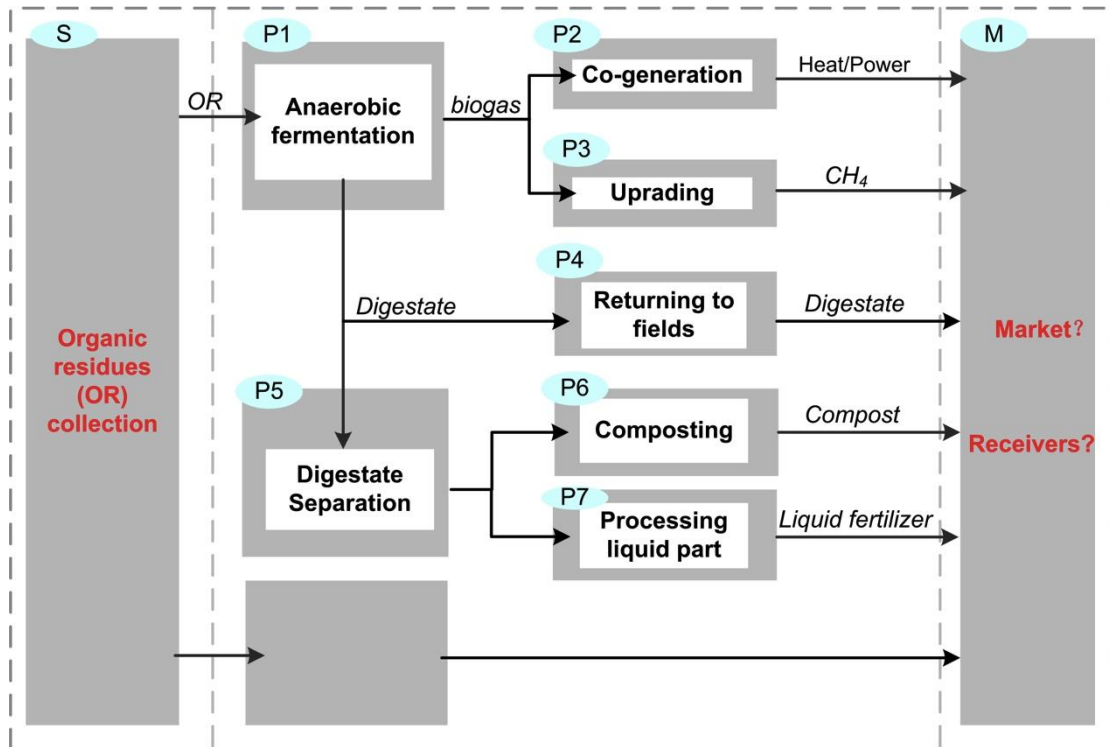 S
P1
P2
M
Co-generation
Heat/Power
OR
Anaerobic
fermentation
biogas
P3
Uprading
CH₄
P4
Digestate
Returning to
fields
Digestate
Organic
residues
(OR)
collection
Market?
P5
P6
Composting
Compost
Receivers?
Digestate
Separation
P7
Processing
liquid part
Liquid fertilizer